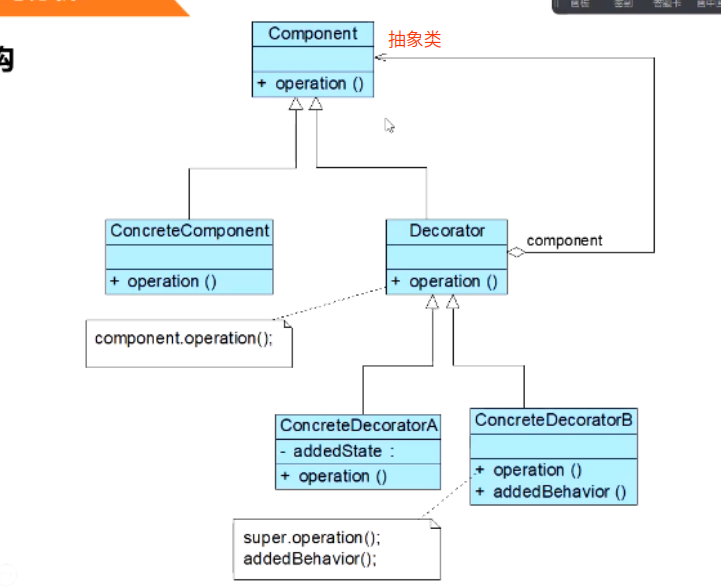 构
Component
抽象类
+ operation ()
ConcreteComponent
+ operation ()
Decorator
component
+ operation ()
component.operation();
ConcreteDecoratorA
- addedState :
+ operation ()
ConcreteDecoratorB
+ operation ()
+ addedBehavior ()
super.operation();
addedBehavior();